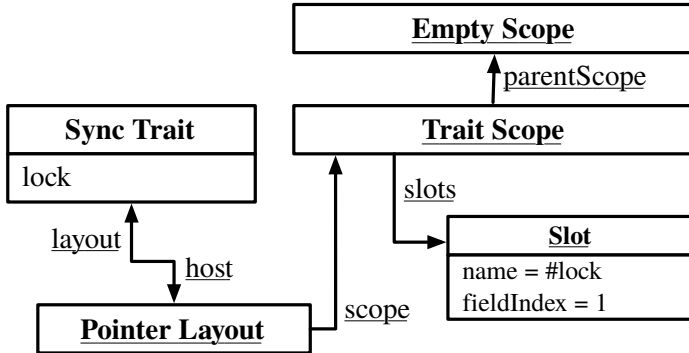 Empty Scope
parentScope
Sync Trait
Trait Scope
lock
slots
layout
host
Slot
name = #lock
fieldIndex = 1
scope
Pointer Layout